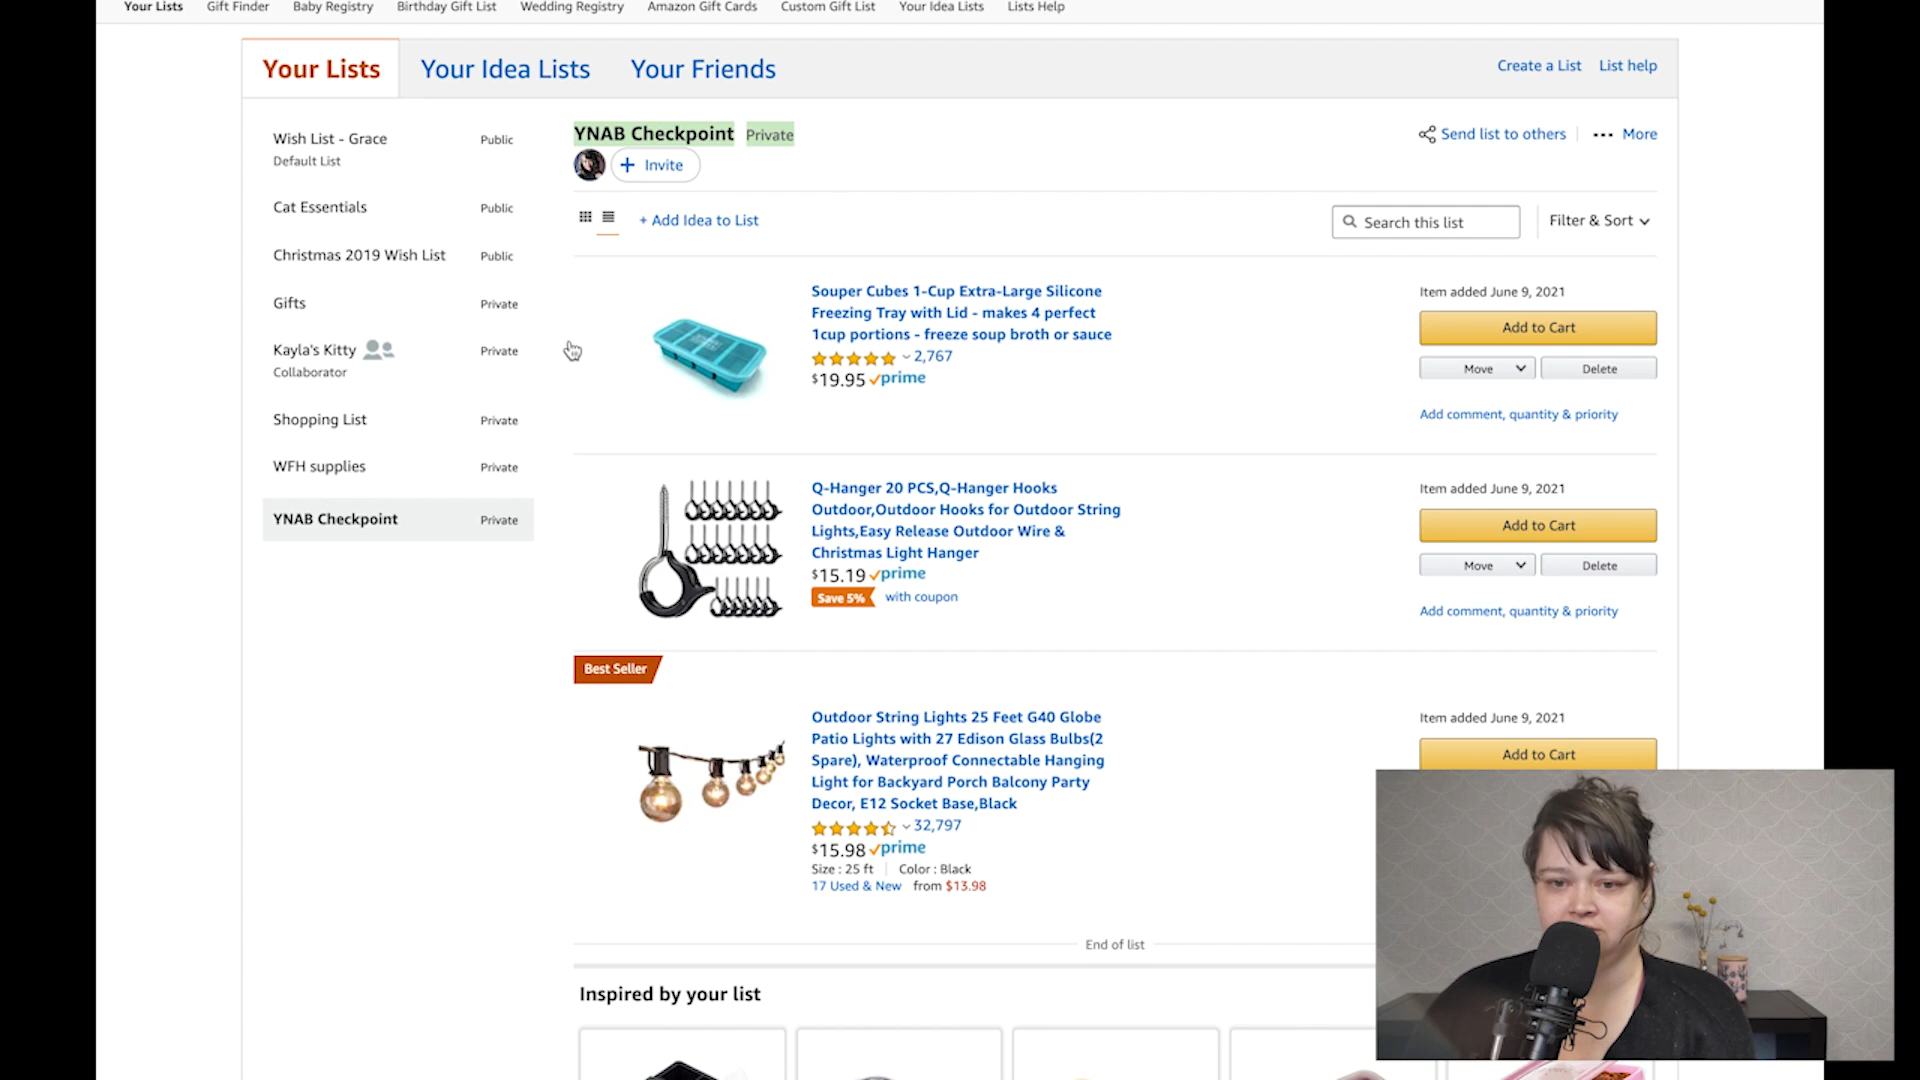 Your Lists Gift Finder Baby Registry Birthday Gift List Wedding Registry Amazon Gift Cards Custom Gift List Your Idea Lists Lists Help
Your Lists Your Idea Lists Your Friends Create a List List help
Wish List - Grace Public
Default List
Cat Essentials Public
Christmas 2019 Wish List Public
Gifts Private
Kayla's Kitty Private
Collaborator
Shopping List Private
WFH supplies Private
YNAB Checkpoint Private
YNAB Checkpoint Private
Send list to others More
+ Invite
+ Add Idea to List
Search this list Filter & Sort
Souper Cubes 1-Cup Extra-Large Silicone
Freezing Tray with Lid - makes 4 perfect
1cup portions - freeze soup broth or sauce
2,767
$19.95 prime
Item added June 9, 2021
Add to Cart
Move Delete
Add comment, quantity & priority
Q-Hanger 20 PCS,Q-Hanger Hooks
Outdoor,Outdoor Hooks for Outdoor String
Lights,Easy Release Outdoor Wire &
Christmas Light Hanger
$15.19 prime
Save 5% with coupon
Item added June 9, 2021
Add to Cart
Move Delete
Add comment, quantity & priority
Best Seller
Outdoor String Lights 25 Feet G40 Globe
Patio Lights with 27 Edison Glass Bulbs(2
Spare), Waterproof Connectable Hanging
Light for Backyard Porch Balcony Party
Decor, E12 Socket Base,Black
32,797
$15.98 prime
Size : 25 ft Color : Black
17 Used & New from $13.98
Item added June 9, 2021
Add to Cart
End of list
Inspired by your list